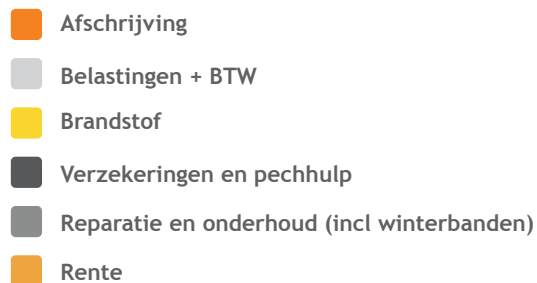 Afschrijving
Belastingen + BTW
Brandstof
Verzekeringen en pechhulp
Reparatie en onderhoud (incl winterbanden)
Rente